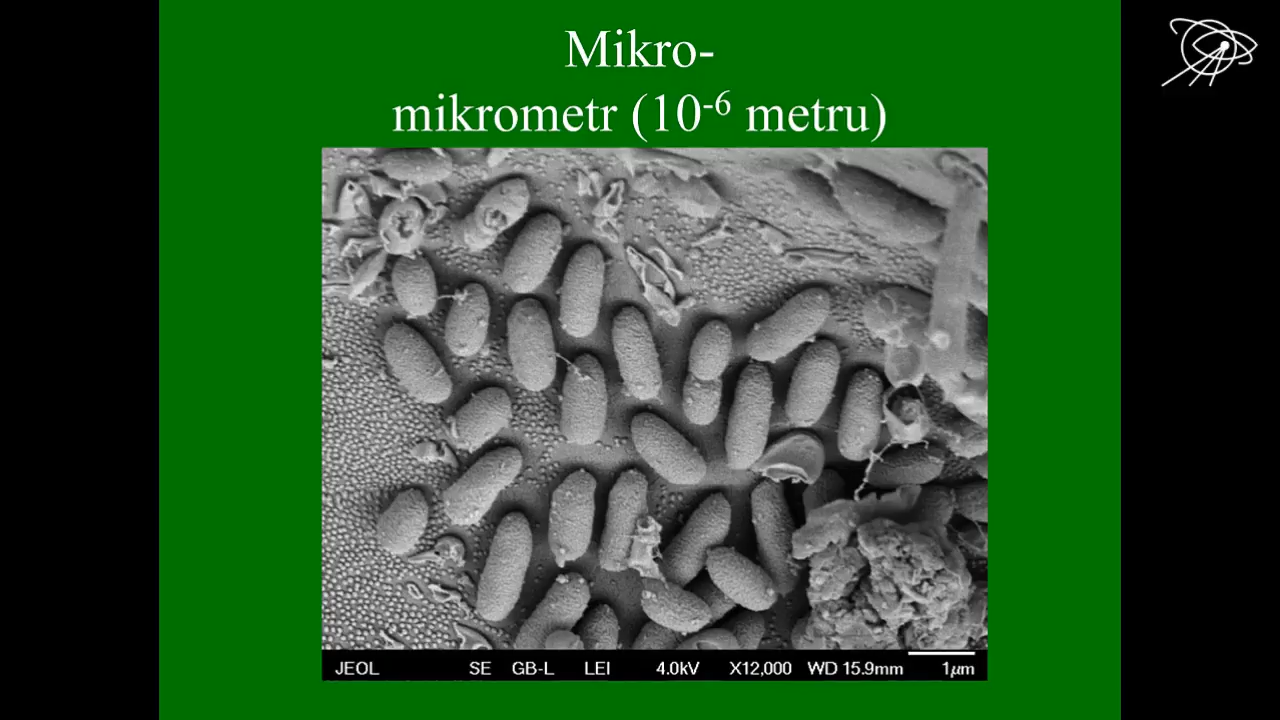 Mikro-
mikrometr (10⁻⁶ metru)
JEOL SE GB-L LEI 4.0kV X12,000 WD 15.9mm 1µm